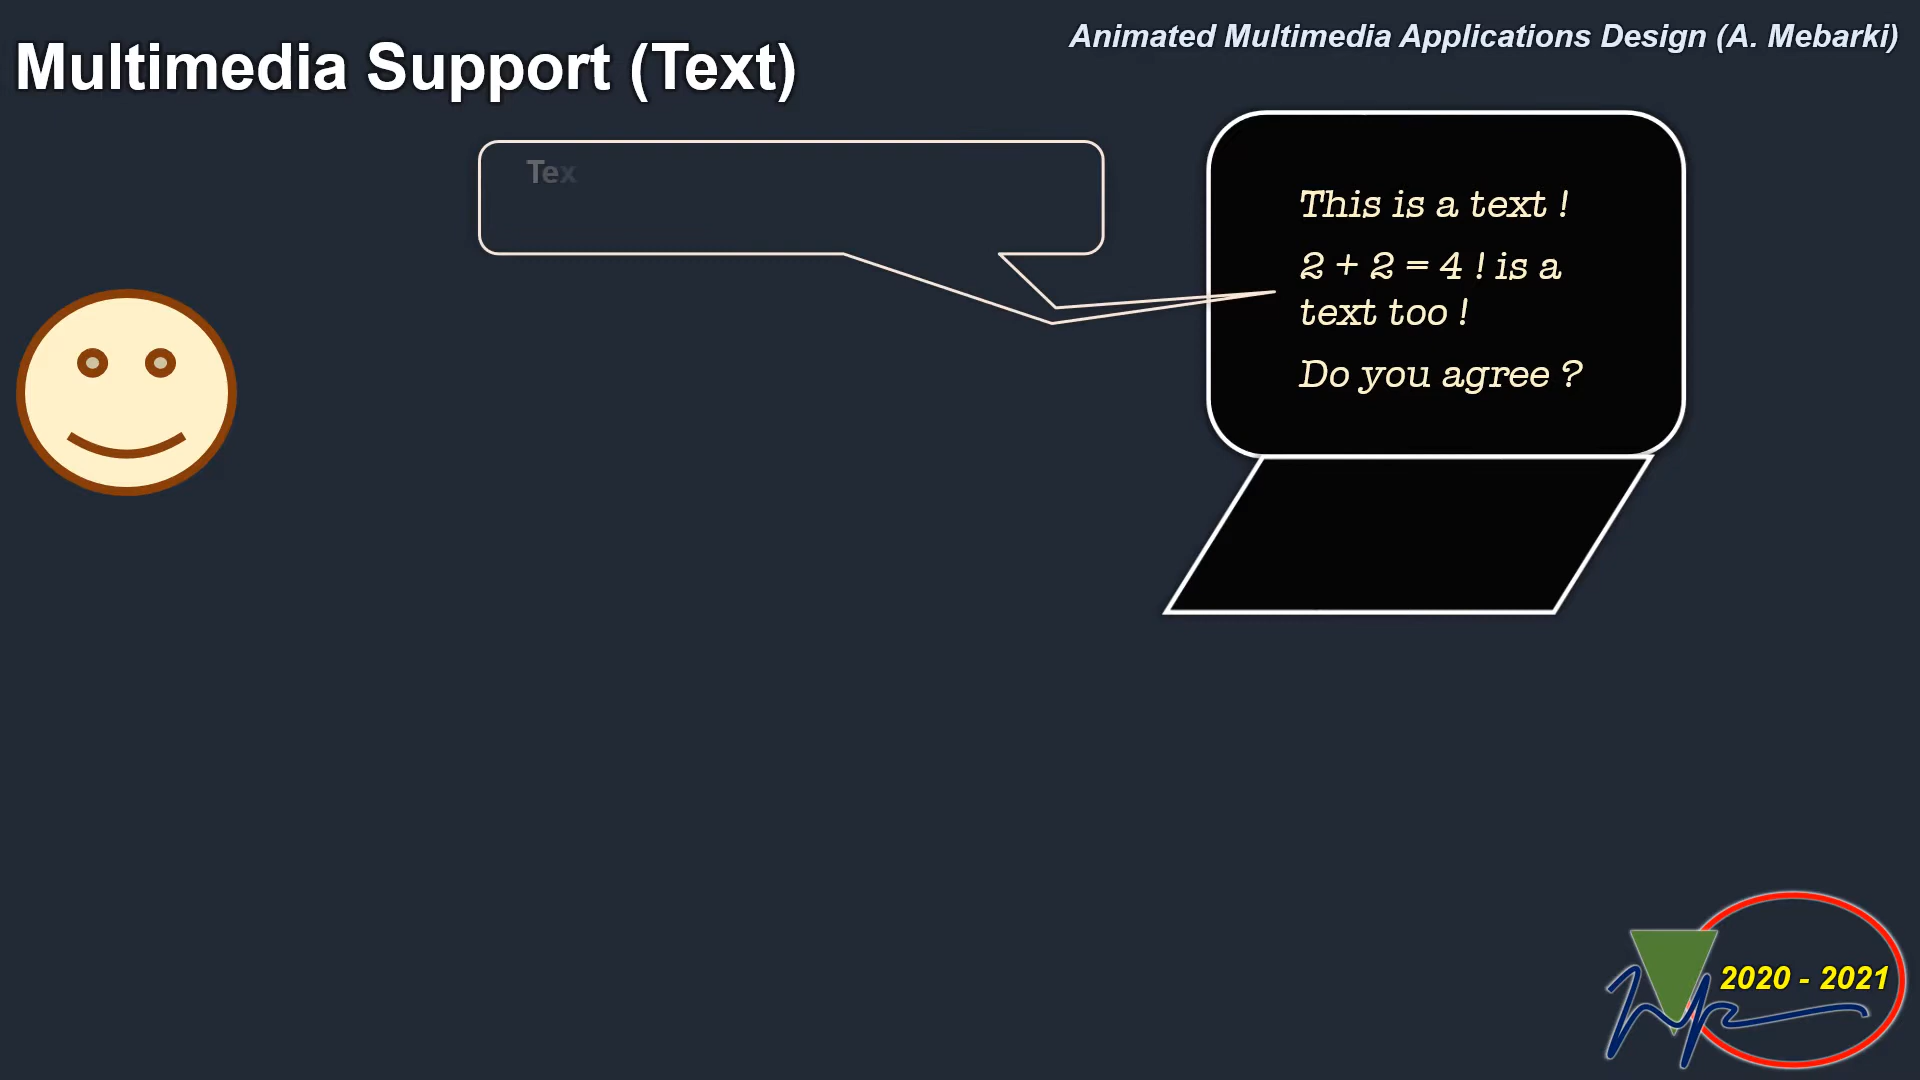 Animated Multimedia Applications Design (A. Mebarki)
Multimedia Support (Text)
Tex
This is a text !
2 + 2 = 4 ! is a
text too !
Do you agree ?
2020 - 2021